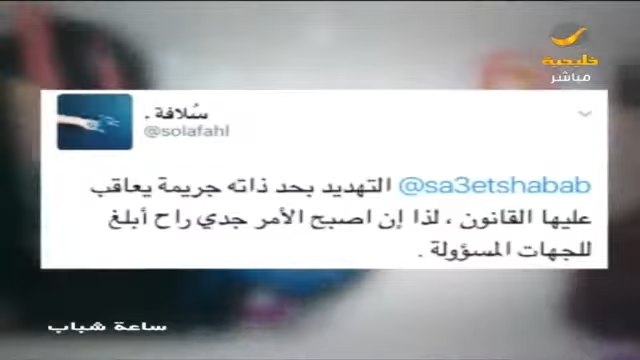 خليجية
مباشر
سُلافة .
@solafahl
@sa3etshabab التهديد بحد ذاته جريمة يعاقب
عليها القانون ، لذا إن اصبح الأمر جدي راح أبلغ
للجهات المسؤولة .
ساعة شباب